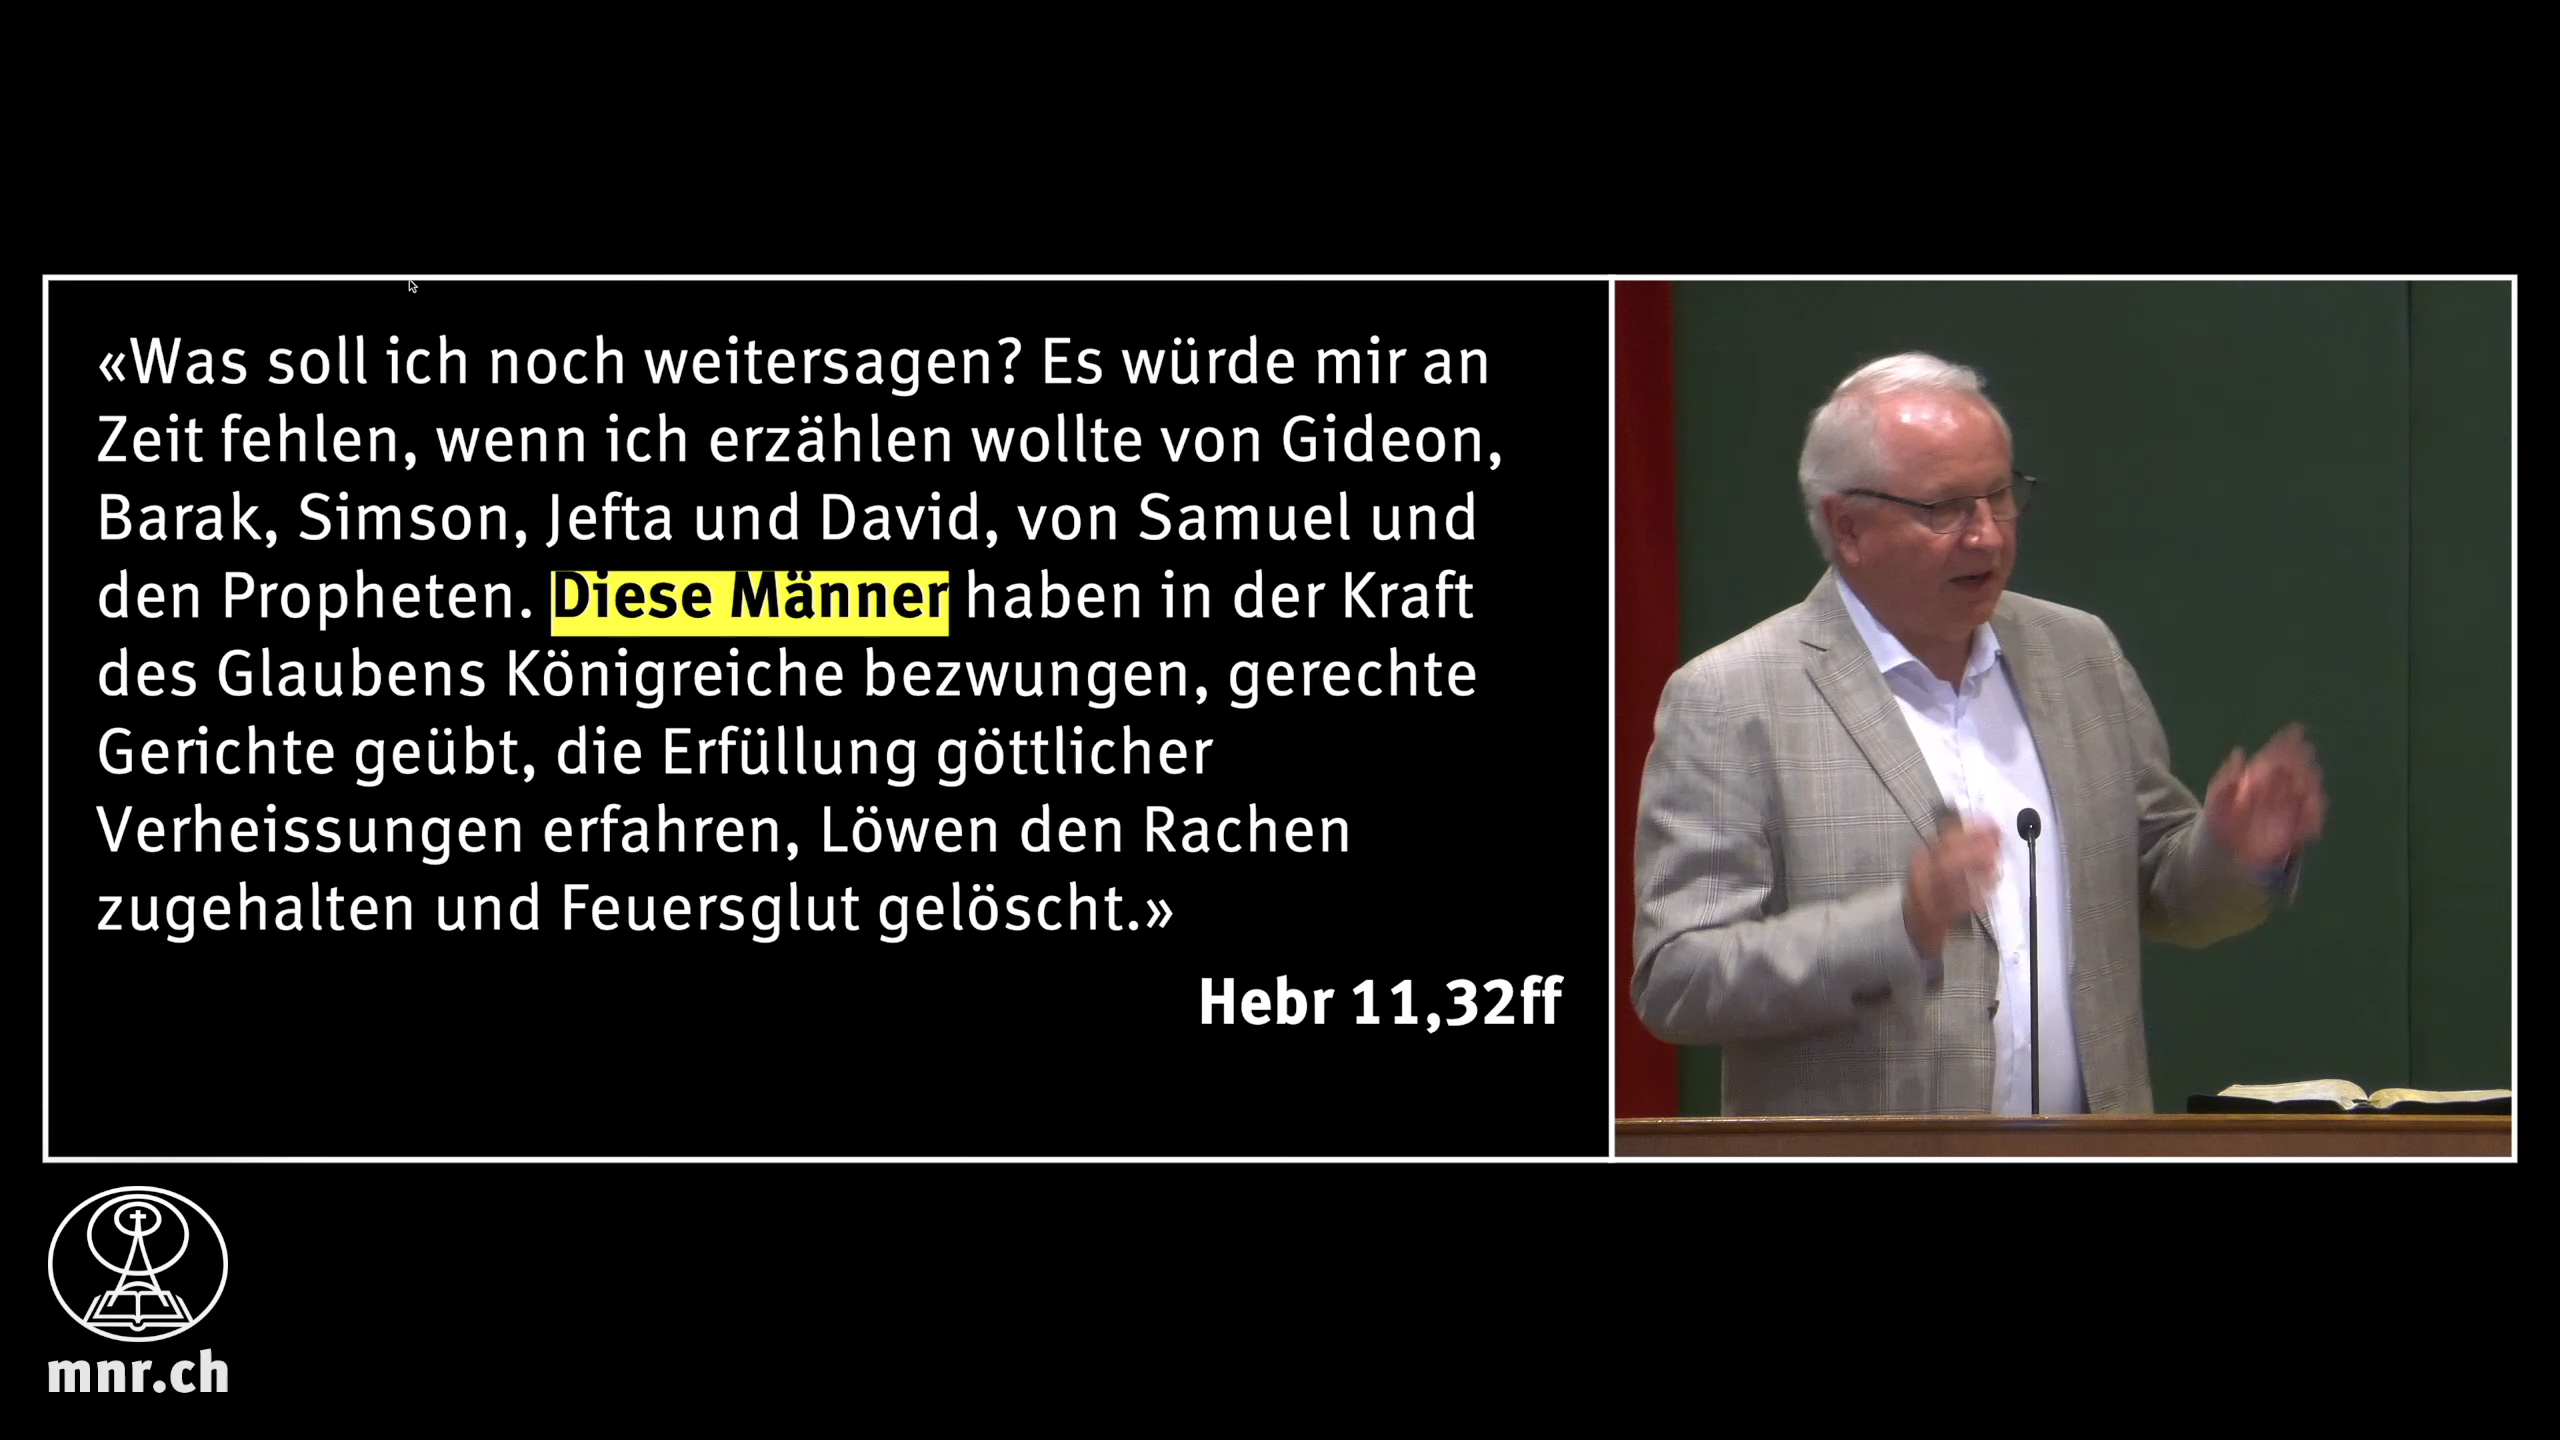 «Was soll ich noch weitersagen? Es würde mir an
Zeit fehlen, wenn ich erzählen wollte von Gideon,
Barak, Simson, Jefta und David, von Samuel und
den Propheten. Diese Männer haben in der Kraft
des Glaubens Königreiche bezwungen, gerechte
Gerichte geübt, die Erfüllung göttlicher
Verheissungen erfahren, Löwen den Rachen
zugehalten und Feuersglut gelöscht.»
Hebr 11,32ff
mnr.ch